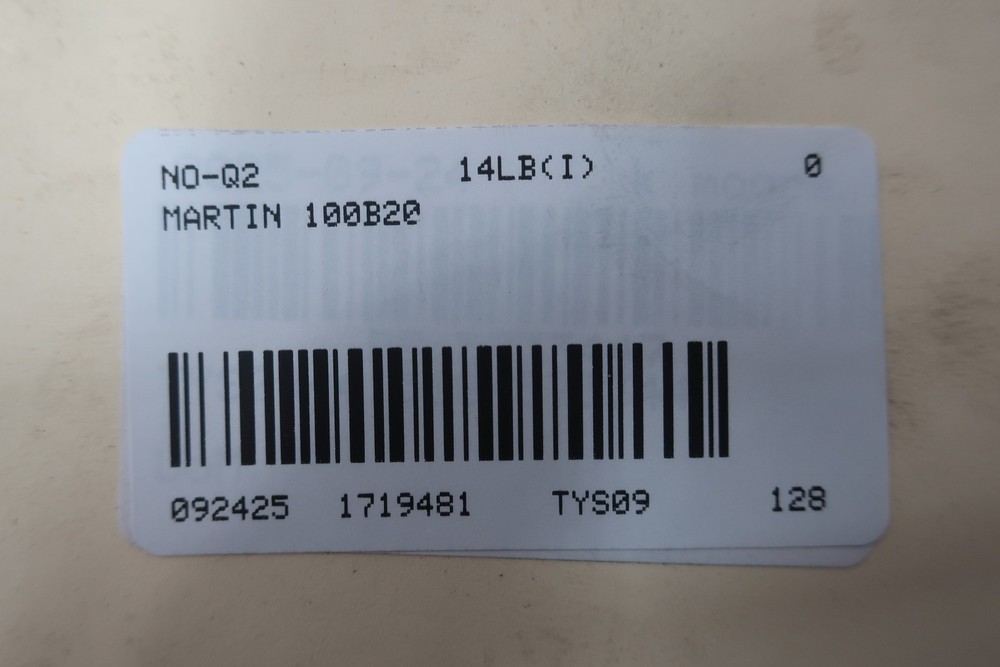 NO-Q2 14LB(I) 0
MARTIN 100B20
092425 1719481 TYS09 128